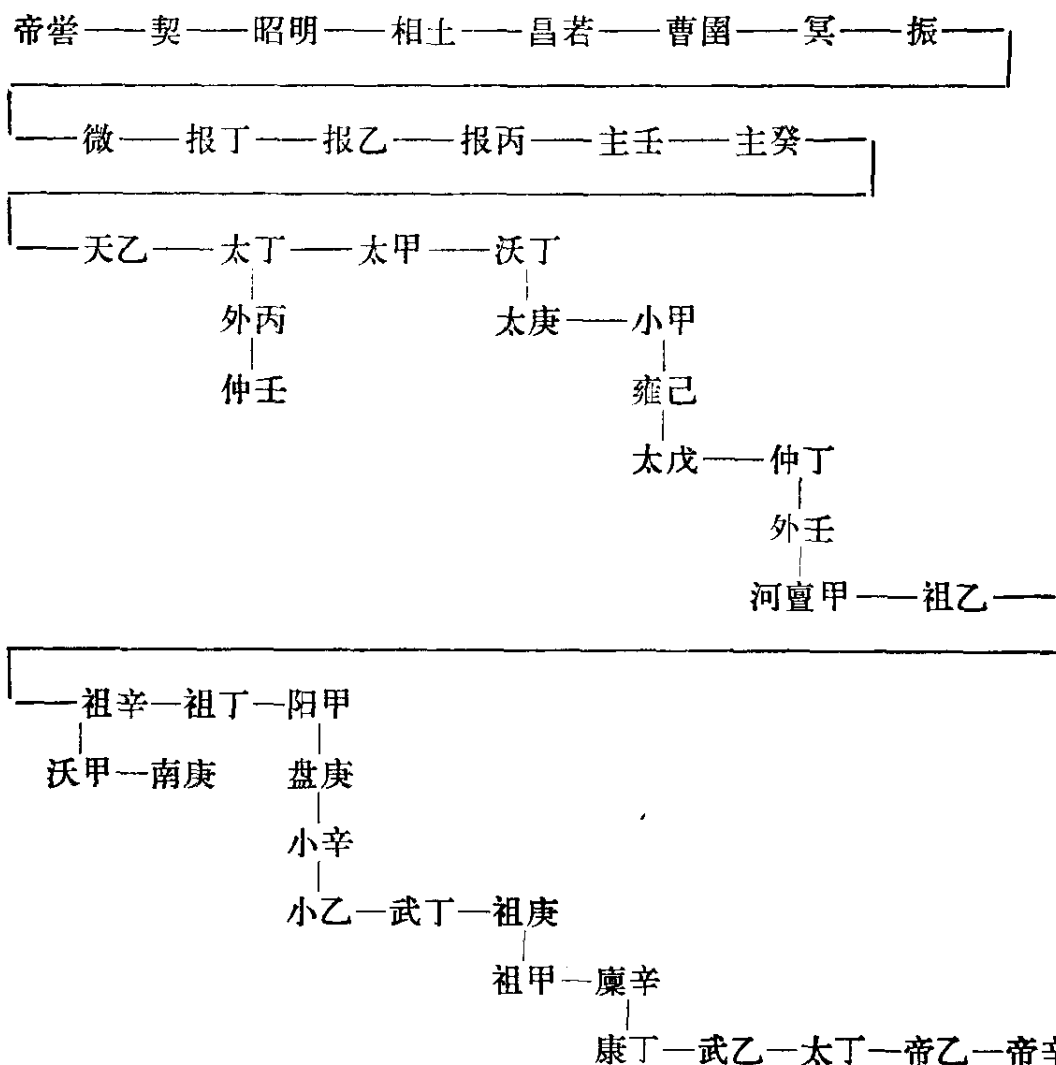 帝喾——契——昭明——相土——昌若——曹圉——冥——振——
——微——报丁——报乙——报丙——主壬——主癸——
——天乙——太丁——太甲——沃丁
外丙 太庚——小甲
仲壬 雍己
太戊——仲丁
外壬
河亶甲——祖乙——
——祖辛—祖丁—阳甲
沃甲—南庚 盘庚
小辛
小乙—武丁—祖庚
祖甲—廪辛
康丁—武乙—太丁—帝乙—帝辛